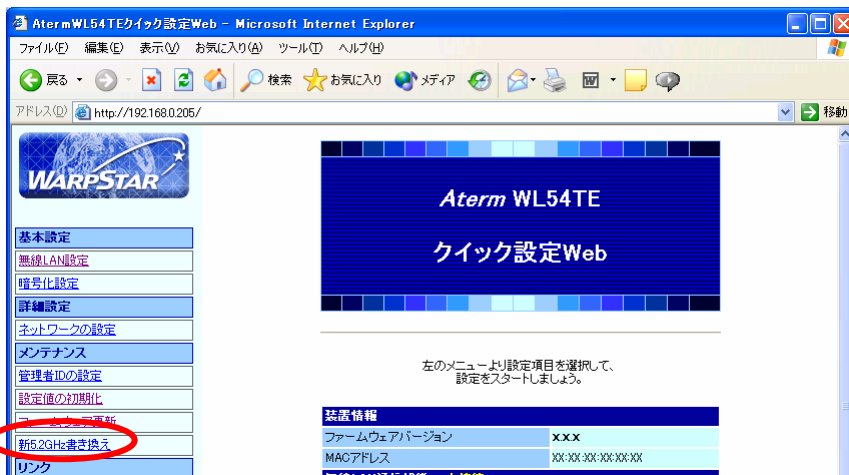 AtermWL54TEクイック設定Web - Microsoft Internet Explorer
ファイル(F) 編集(E) 表示(V) お気に入り(A) ツール(T) ヘルプ(H)
戻る 検索 お気に入り メディア
アドレス(D) http://192.168.0.205/ 移動
WARPSTAR
Aterm WL54TE
クイック設定Web
基本設定
無線LAN設定
暗号化設定
詳細設定
ネットワークの設定
メンテナンス
管理者IDの設定
設定値の初期化
ファームウェア更新
新5.2GHz書き換え
リンク
左のメニューより設定項目を選択して、
設定をスタートしましょう。
装置情報
ファームウェアバージョン x.x.x
MACアドレス XX:XX:XX:XX:XX:XX